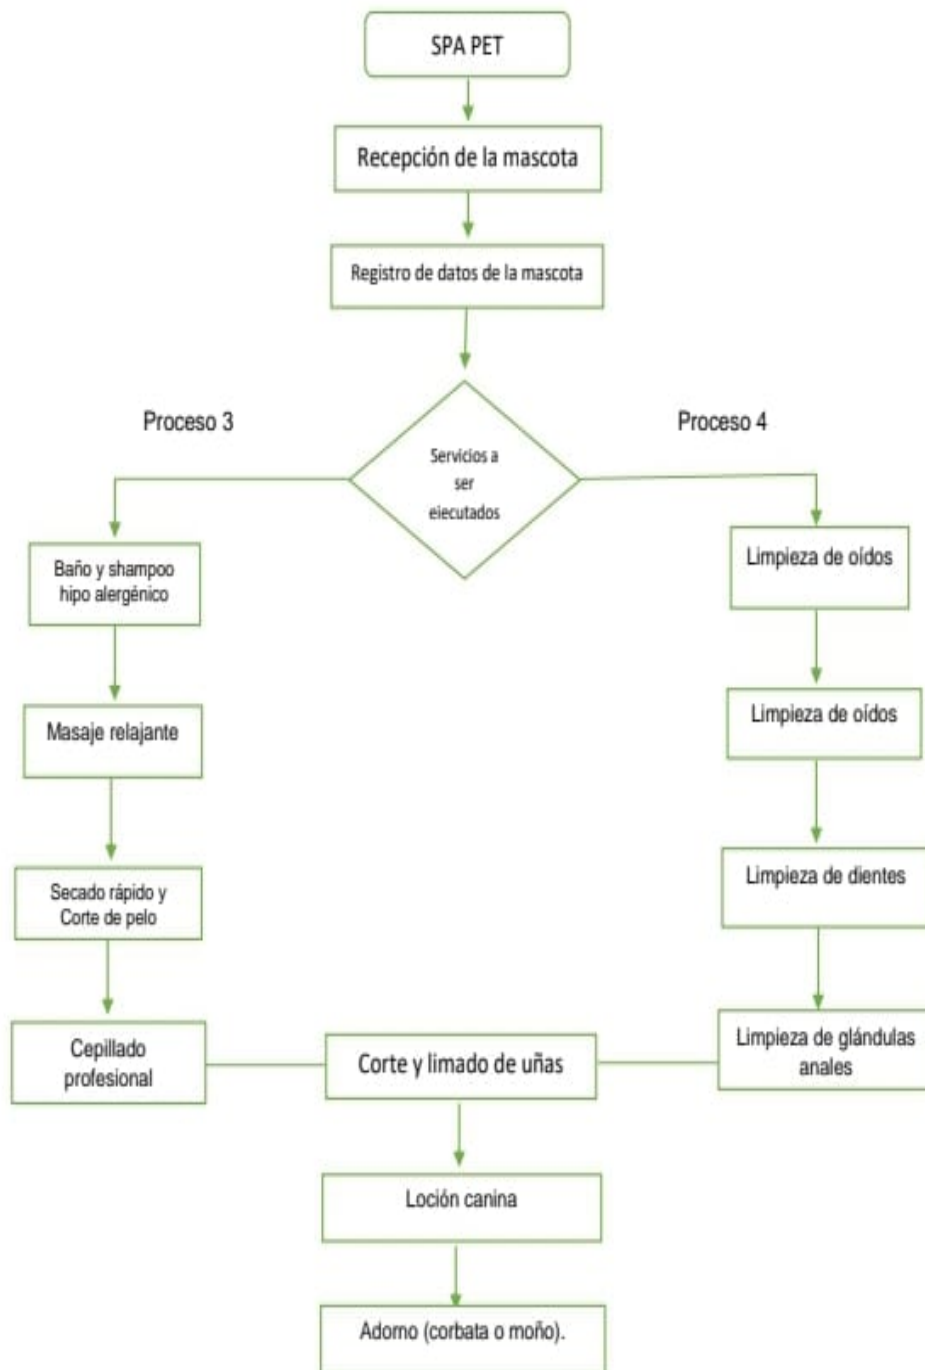 SPA PET
Recepción de la mascota
Registro de datos de la mascota
Proceso 3
Proceso 4
Servicios a
ser
ejecutados
Baño y shampoo
hipo alergénico
Masaje relajante
Secado rápido y
Corte de pelo
Cepillado
profesional
Limpieza de oídos
Limpieza de oídos
Limpieza de dientes
Limpieza de glándulas
anales
Corte y limado de uñas
Loción canina
Adorno (corbata o moño).